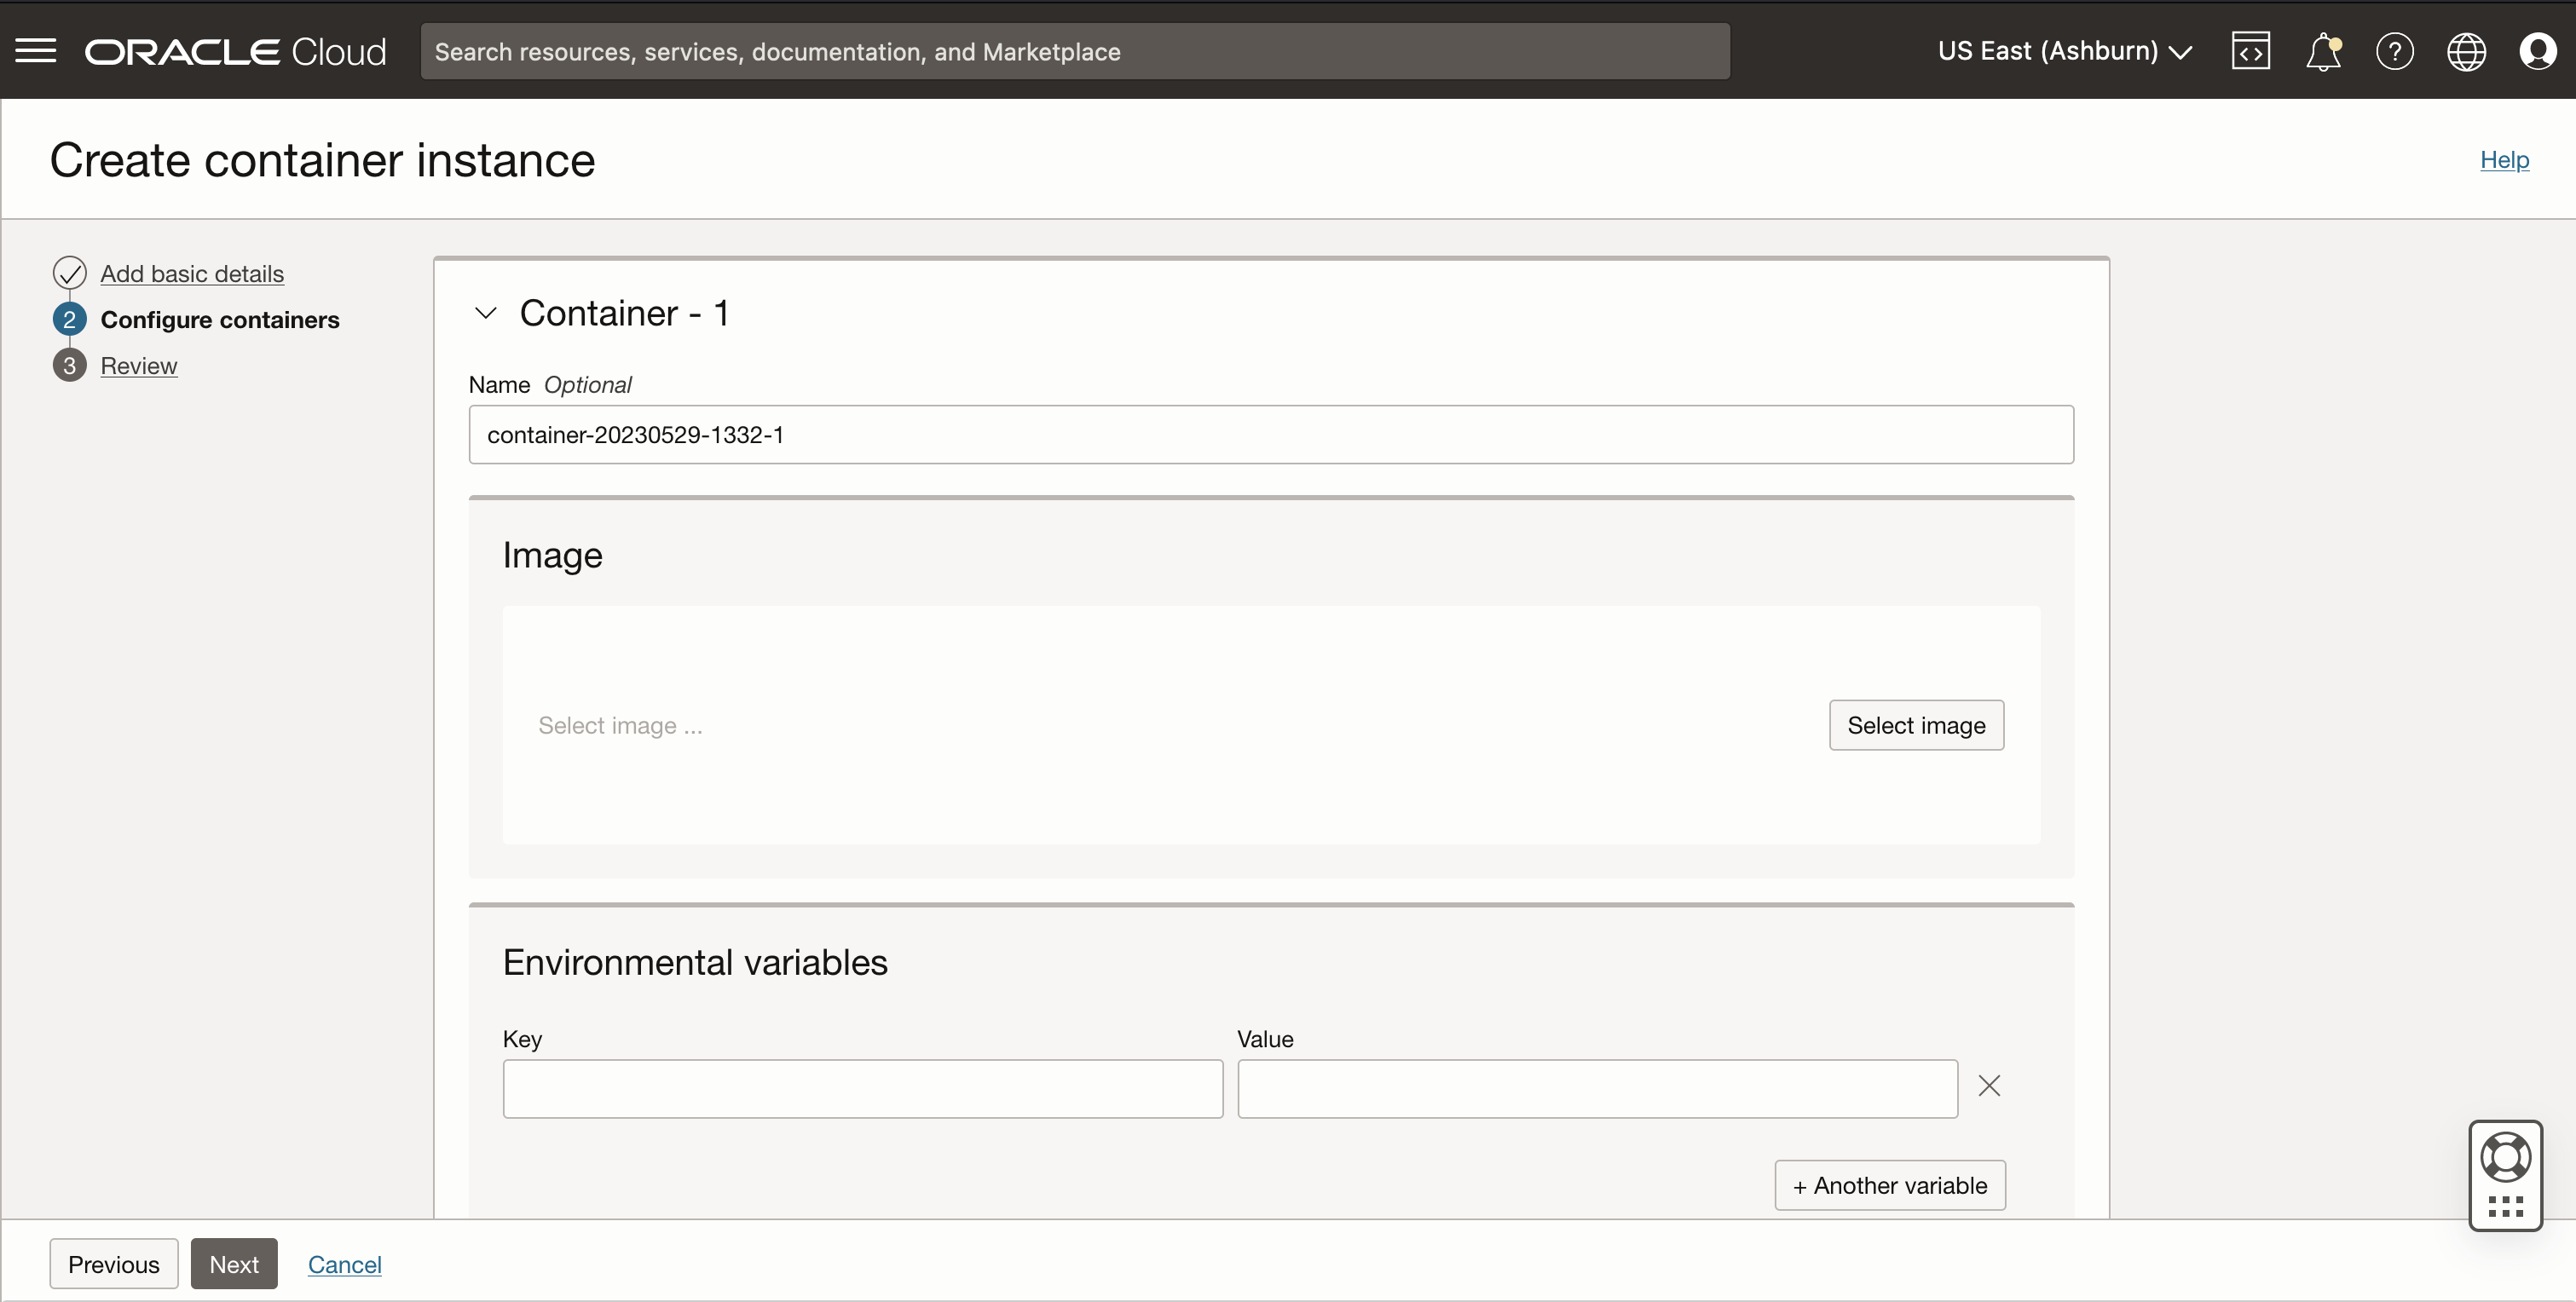 ORACLE Cloud
Search resources, services, documentation, and Marketplace
US East (Ashburn)
Create container instance
Help
Add basic details
2 Configure containers
3 Review
Container - 1
Name Optional
container-20230529-1332-1
Image
Select image ...
Select image
Environmental variables
Key Value
+ Another variable
Previous Next Cancel